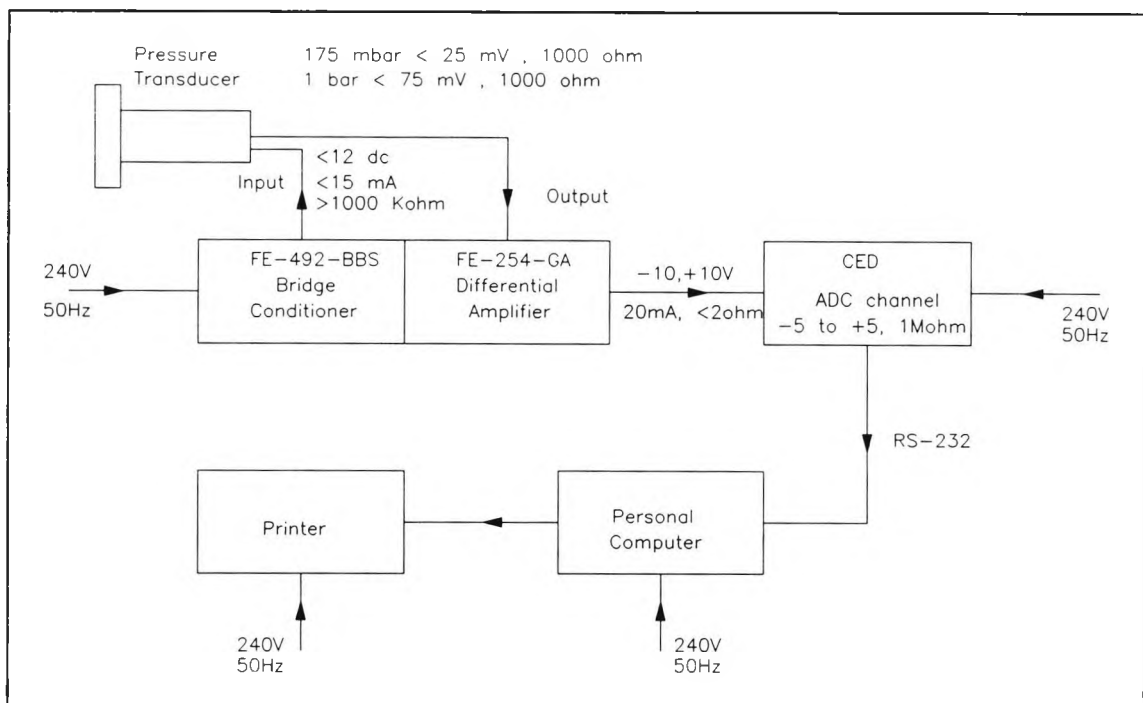 Pressure
Transducer
175 mbar < 25 mV , 1000 ohm
1 bar < 75 mV , 1000 ohm
Input
<12 dc
<15 mA
>1000 Kohm
Output
240V
50Hz
FE-492-BBS
Bridge
Conditioner
FE-254-GA
Differential
Amplifier
-10,+10V
20mA, <2ohm
CED
ADC channel
-5 to +5, 1Mohm
240V
50Hz
RS-232
Printer
Personal
Computer
240V
50Hz
240V
50Hz